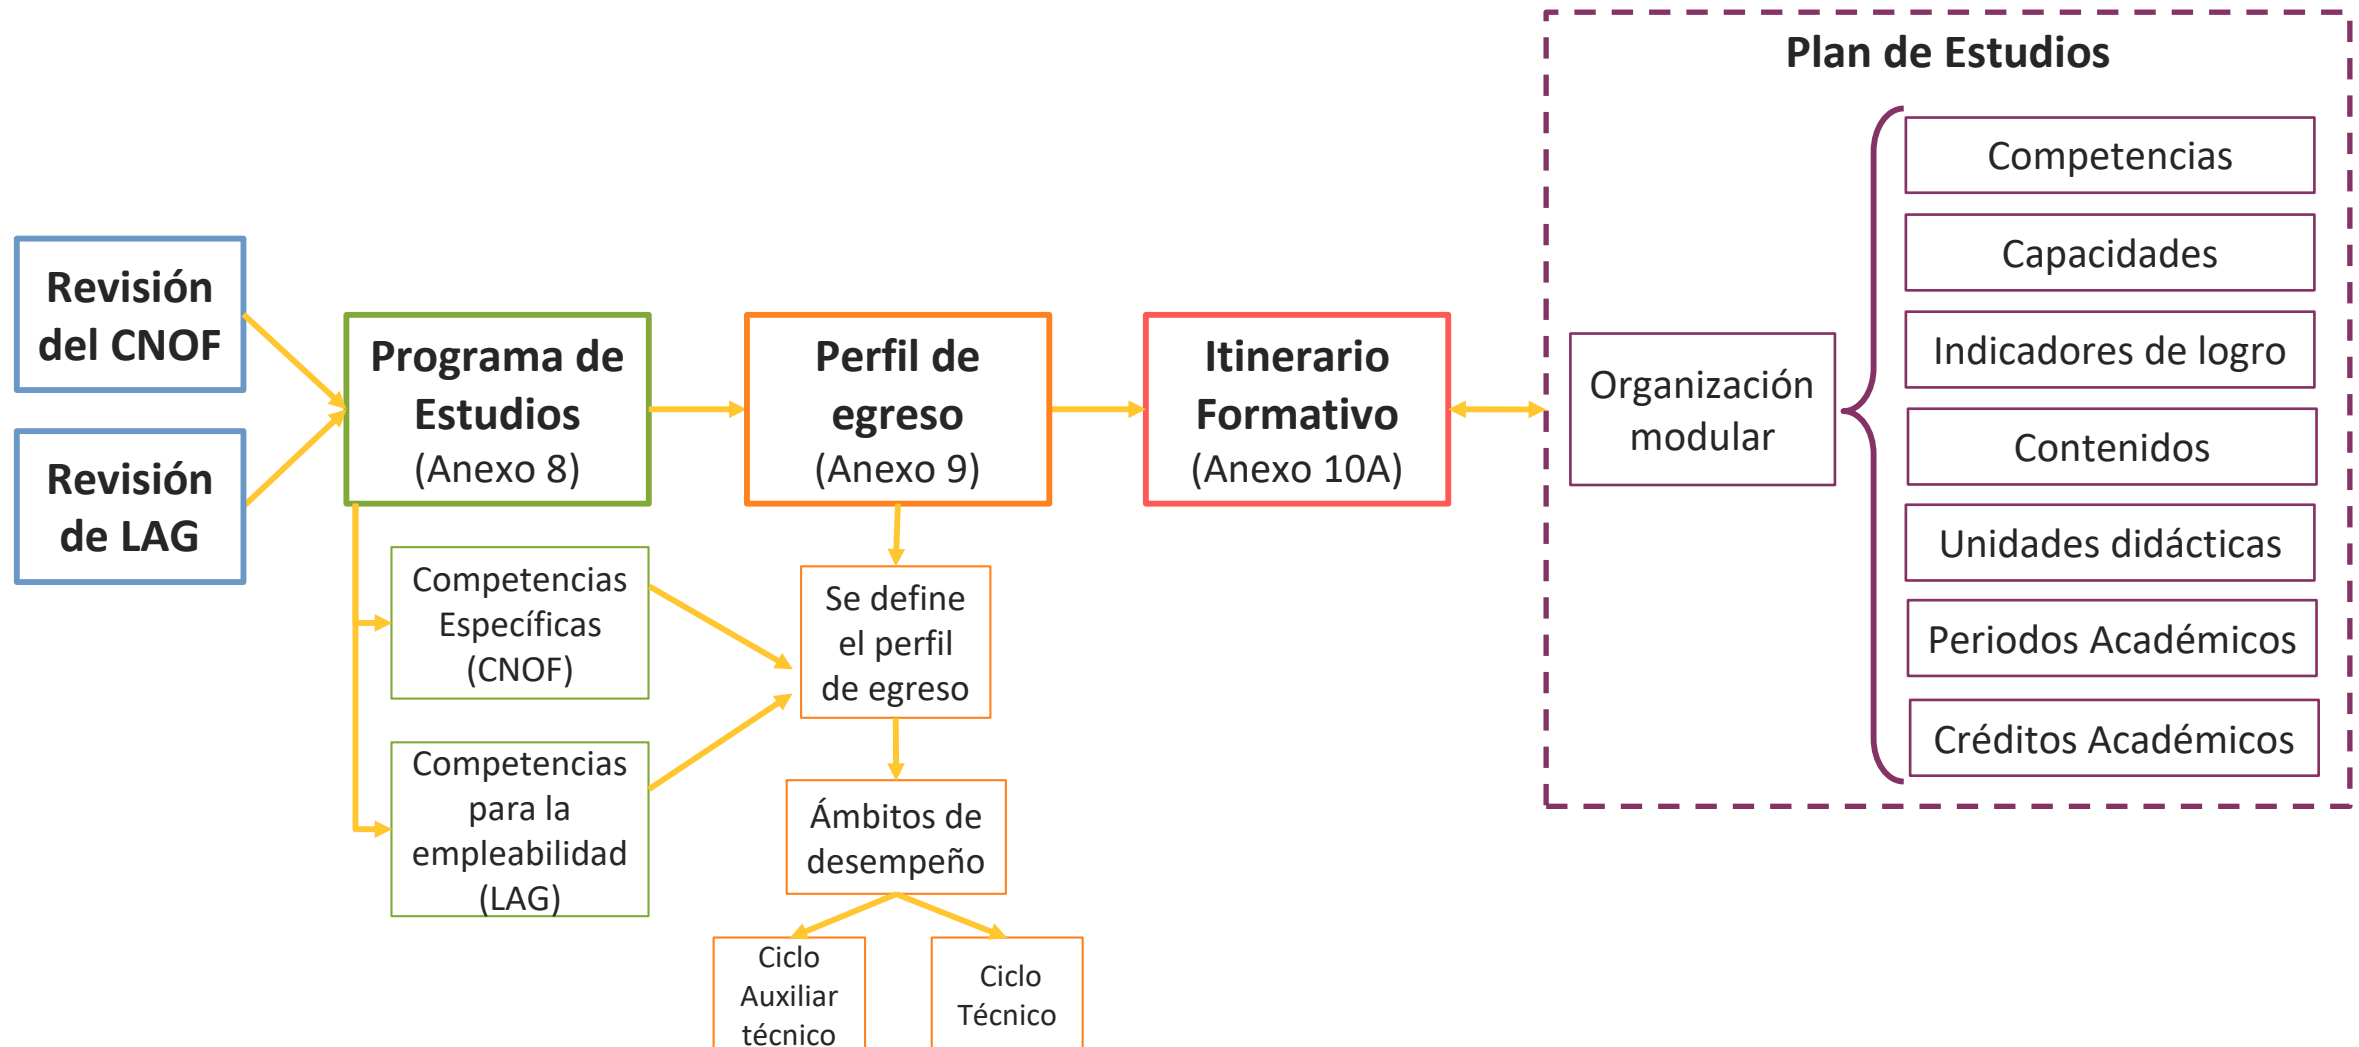 Revisión
del CNOF
Revisión
de LAG
Programa de
Estudios
(Anexo 8)
Competencias
Específicas
(CNOF)
Competencias
para la
empleabilidad
(LAG)
Perfil de
egreso
(Anexo 9)
Se define
el perfil
de egreso
Ámbitos de
desempeño
Ciclo
Auxiliar
técnico
Ciclo
Técnico
Itinerario
Formativo
(Anexo 10A)
Plan de Estudios
Organización
modular
Competencias
Capacidades
Indicadores de logro
Contenidos
Unidades didácticas
Periodos Académicos
Créditos Académicos